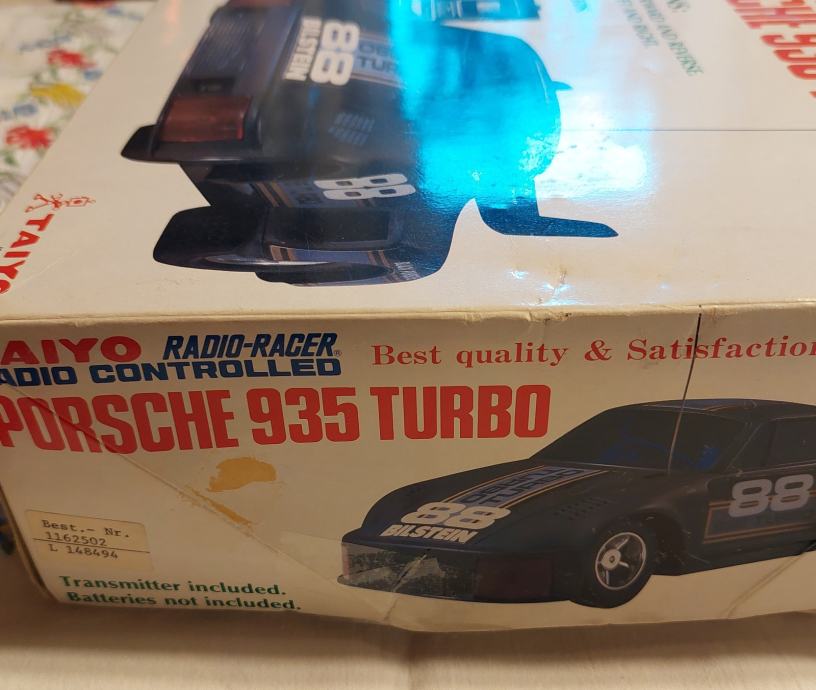 88
BILSTEIN
88
TAIYO
AIYO RADIO-RACER®
ADIO CONTROLLED
Best quality & Satisfaction
PORSCHE 935 TURBO
88
BILSTEIN
88
Best.- Nr.
1162502
L 148494
Transmitter included.
Batteries not included.